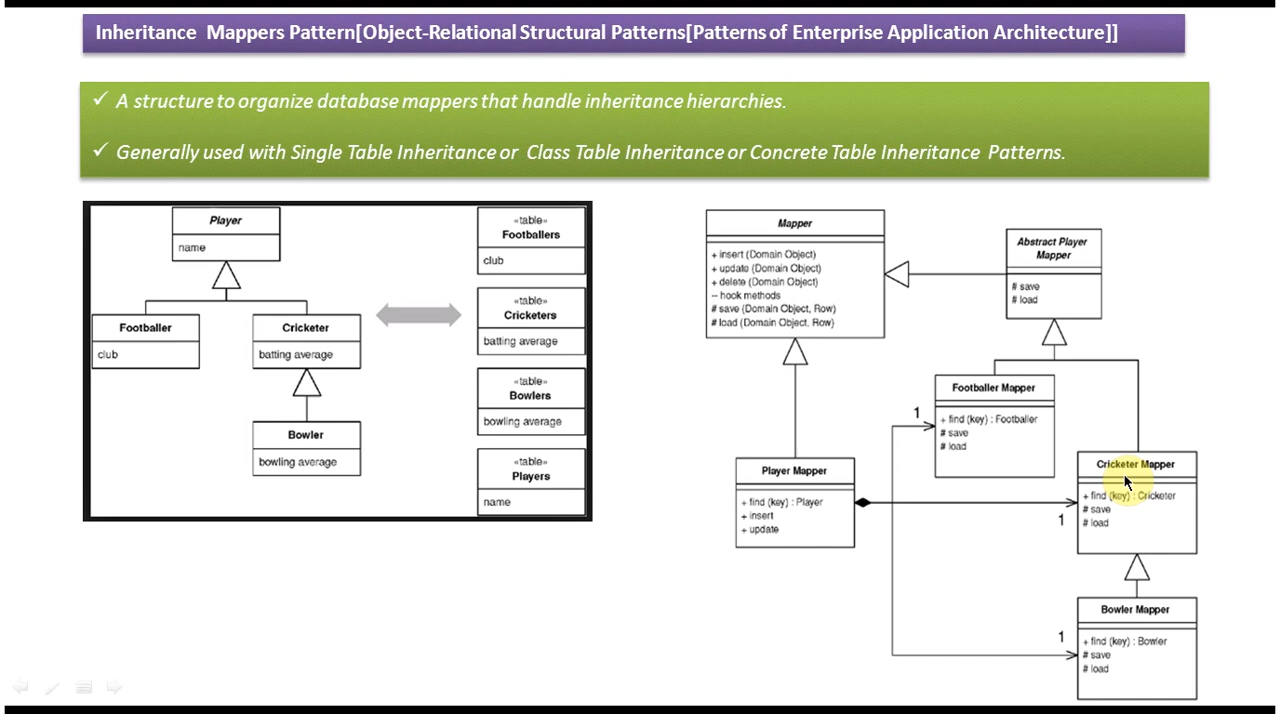 Inheritance Mappers Pattern[Object-Relational Structural Patterns[Patterns of Enterprise Application Architecture]]
✓ A structure to organize database mappers that handle inheritance hierarchies.
✓ Generally used with Single Table Inheritance or Class Table Inheritance or Concrete Table Inheritance Patterns.
Player
name
Footballer
club
Cricketer
batting average
Bowler
bowling average
«table»
Footballers
club
«table»
Cricketers
batting average
«table»
Bowlers
bowling average
«table»
Players
name
Mapper
+ insert (Domain Object)
+ update (Domain Object)
+ delete (Domain Object)
-- hook methods
# save (Domain Object, Row)
# load (Domain Object, Row)
Abstract Player
Mapper
# save
# load
Footballer Mapper
+ find (key) : Footballer
# save
# load
1
Player Mapper
+ find (key) : Player
+ insert
+ update
Cricketer Mapper
+ find (key) : Cricketer
# save
# load
1
Bowler Mapper
+ find (key) : Bowler
# save
# load
1